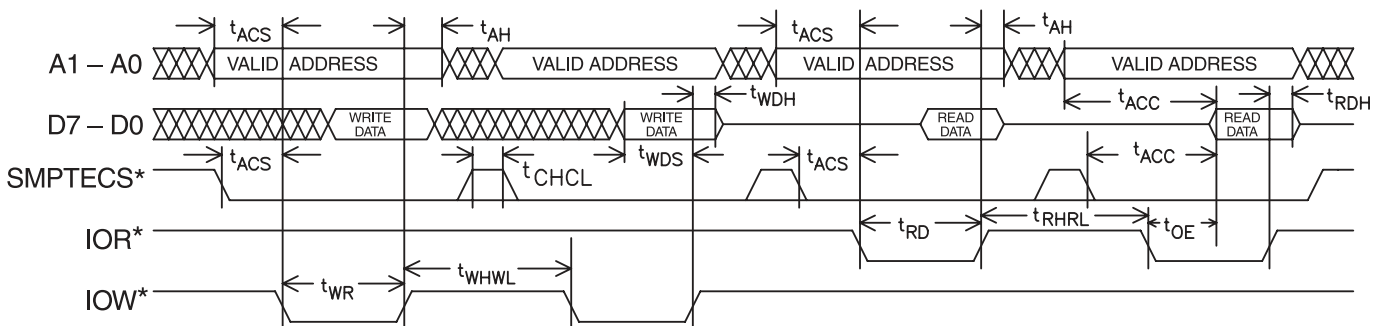 tACS tAH tACS tAH
A1 – A0 VALID ADDRESS VALID ADDRESS VALID ADDRESS VALID ADDRESS
tWDH tACC tRDH
D7 – D0 WRITE DATA WRITE DATA READ DATA READ DATA
tACS tCHCL tWDS tACS tACC
SMPTECS*
IOR* tRD tRHRL tOE
tWR tWHWL
IOW*